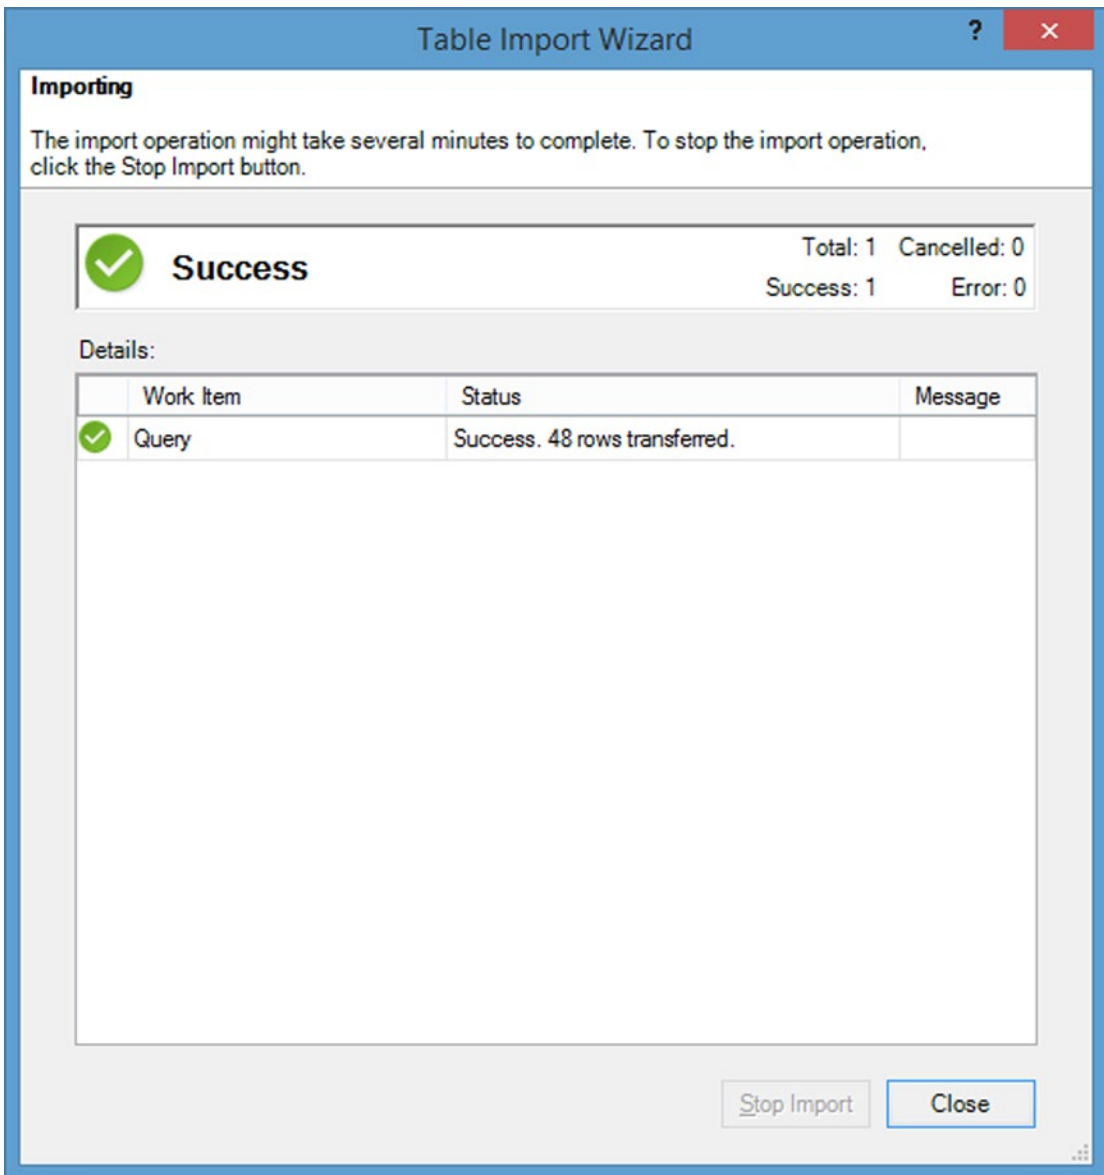 Table Import Wizard
?
Importing
The import operation might take several minutes to complete. To stop the import operation,
click the Stop Import button.
Success
Total: 1 Cancelled: 0
Success: 1 Error: 0
Details:
Work Item Status Message
Query Success. 48 rows transferred.
Stop Import Close